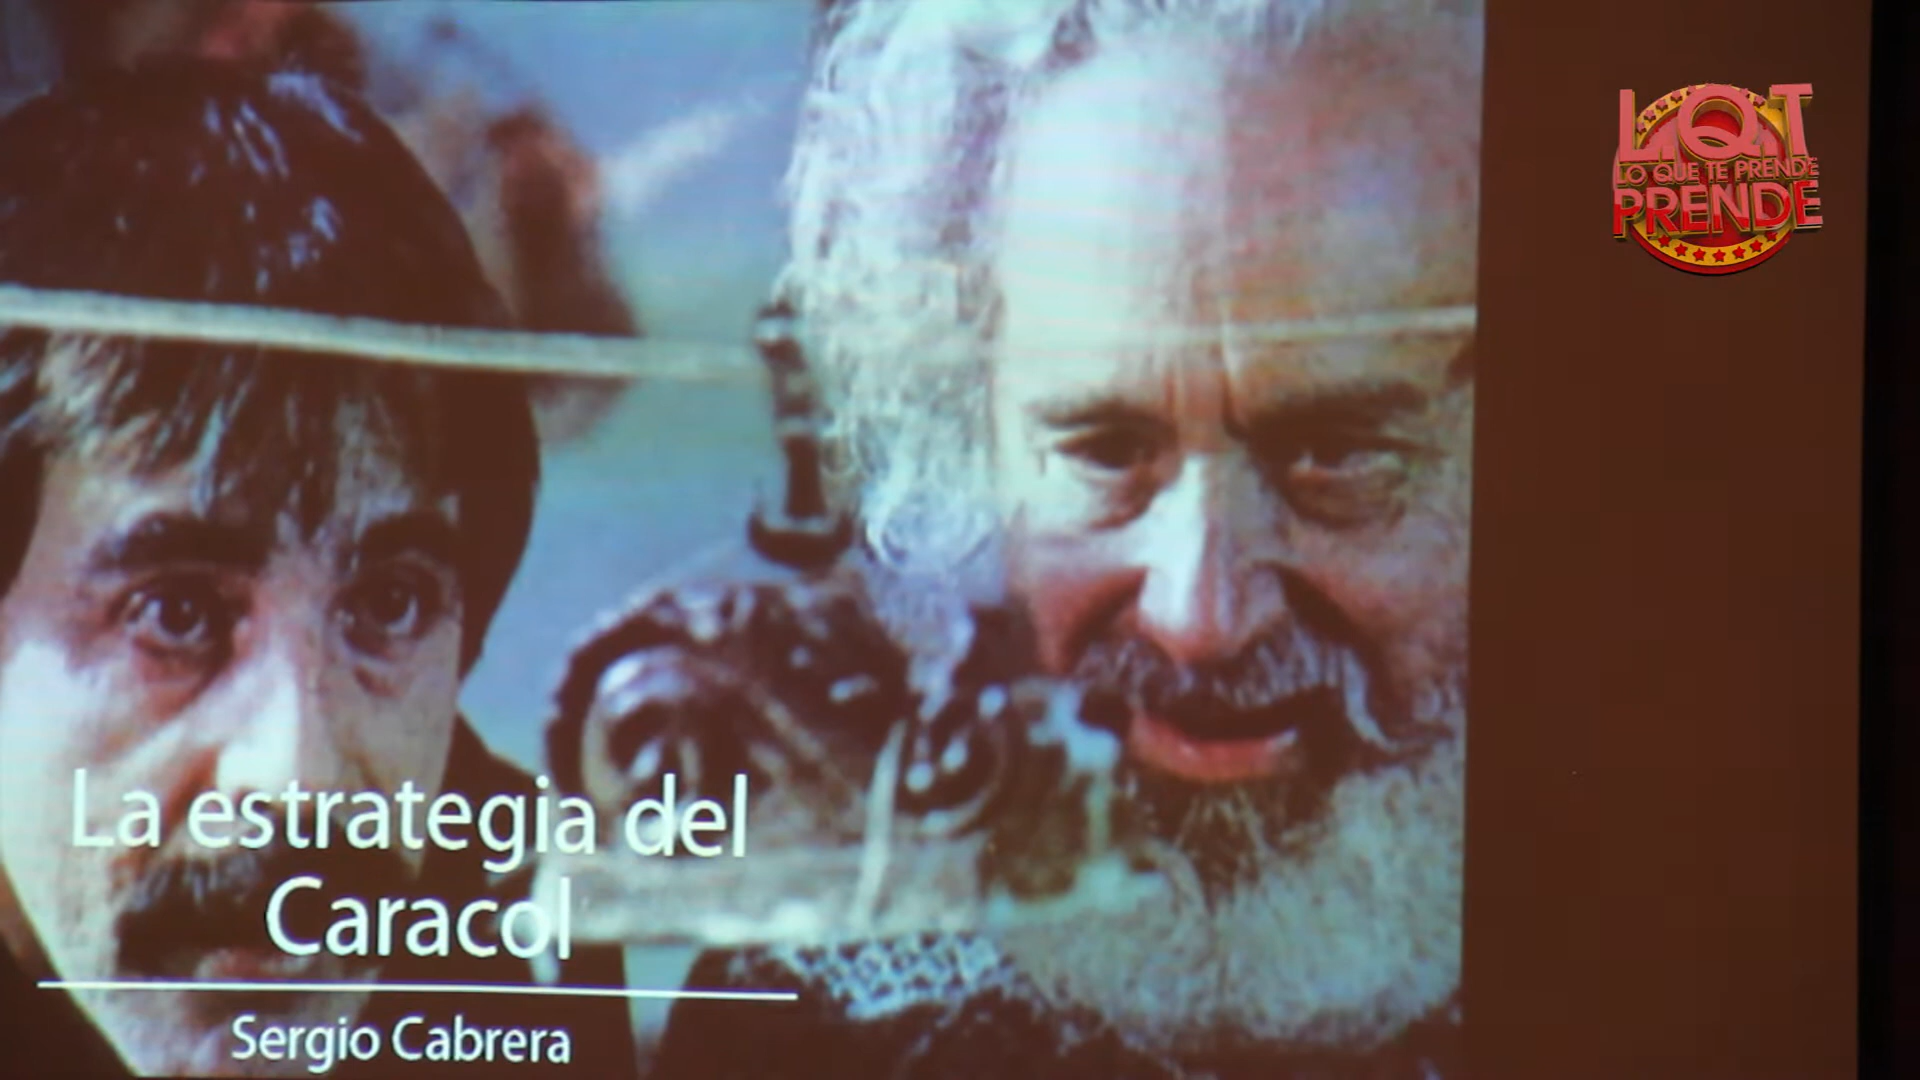 LQT
LO QUE TE PRENDE
PRENDE
La estrategia del
Caracol
Sergio Cabrera